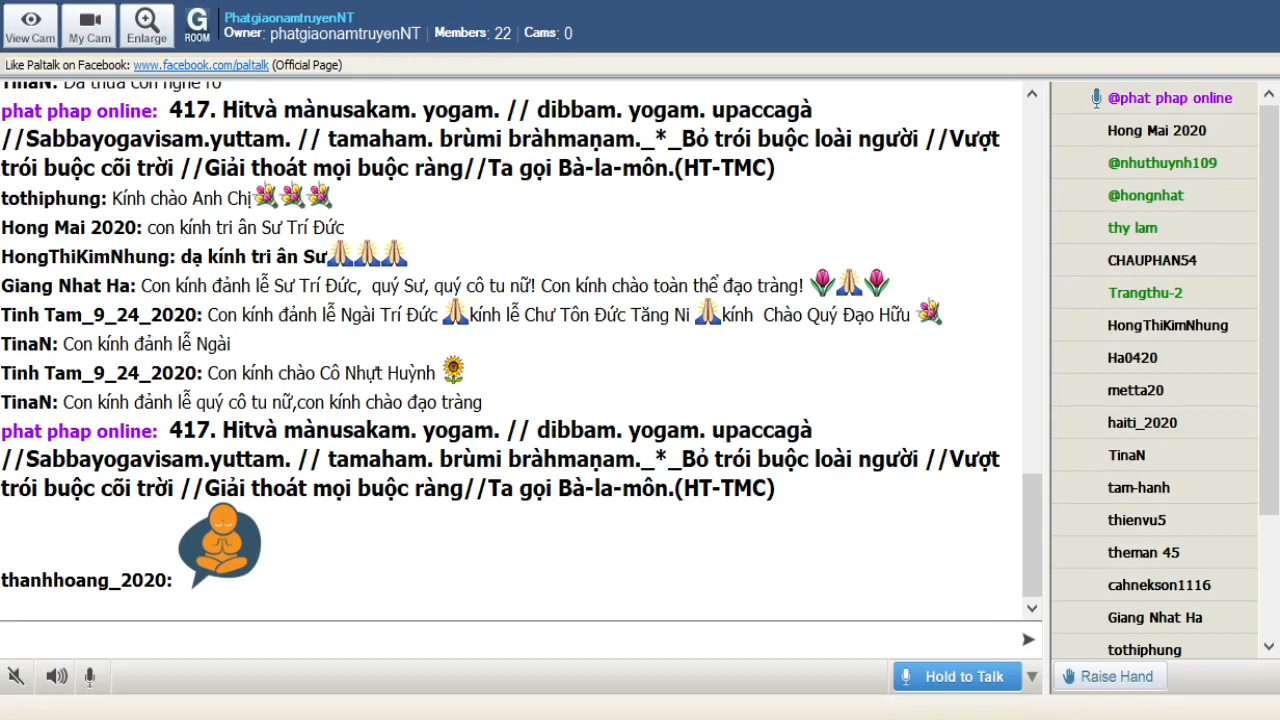 View Cam
My Cam
Enlarge
G
ROOM
PhatgiaonamtruyenNT
Owner: phatgiaonamtruyenNT | Members: 22 | Cams: 0
Like Paltalk on Facebook: www.facebook.com/paltalk (Official Page)
TinaN: Dạ thưa con nghe rõ
phat phap online: 417. Hitvà mànusakam. yogam. // dibbam. yogam. upaccagà
//Sabbayogavisam.yuttam. // tamaham. brùmi bràhmaṇam._*_Bỏ trói buộc loài người //Vượt
trói buộc cõi trời //Giải thoát mọi buộc ràng//Ta gọi Bà-la-môn.(HT-TMC)
tothiphung: Kính chào Anh Chị
Hong Mai 2020: con kính tri ân Sư Trí Đức
HongThiKimNhung: dạ kính tri ân Sư
Giang Nhat Ha: Con kính đảnh lễ Sư Trí Đức, quý Sư, quý cô tu nữ! Con kính chào toàn thể đạo tràng!
Tinh Tam_9_24_2020: Con kính đảnh lễ Ngài Trí Đức kính lễ Chư Tôn Đức Tăng Ni kính Chào Quý Đạo Hữu
TinaN: Con kính đảnh lễ Ngài
Tinh Tam_9_24_2020: Con kính chào Cô Nhựt Huỳnh
TinaN: Con kính đảnh lễ quý cô tu nữ,con kính chào đạo tràng
phat phap online: 417. Hitvà mànusakam. yogam. // dibbam. yogam. upaccagà
//Sabbayogavisam.yuttam. // tamaham. brùmi bràhmaṇam._*_Bỏ trói buộc loài người //Vượt
trói buộc cõi trời //Giải thoát mọi buộc ràng//Ta gọi Bà-la-môn.(HT-TMC)
thanhhoang_2020:
Hold to Talk
@phat phap online
Hong Mai 2020
@nhuthuynh109
@hongnhat
thy lam
CHAUPHAN54
Trangthu-2
HongThiKimNhung
Ha0420
metta20
haiti_2020
TinaN
tam-hanh
thienvu5
theman 45
cahnekson1116
Giang Nhat Ha
tothiphung
Raise Hand